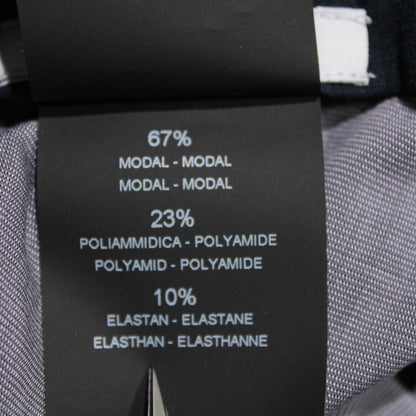 67%
MODAL - MODAL
MODAL - MODAL
23%
POLIAMMIDICA - POLYAMIDE
POLYAMID - POLYAMIDE
10%
ELASTAN - ELASTANE
ELASTHAN - ELASTHANNE